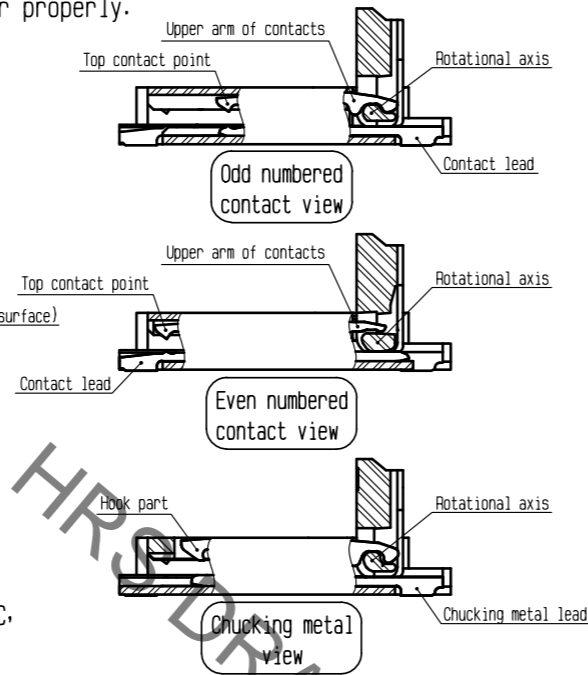 r properly.
Upper arm of contacts
Top contact point
Rotational axis
Contact lead
Odd numbered
contact view
Upper arm of contacts
Top contact point
Rotational axis
surface)
Contact lead
Even numbered
contact view
Hook part
Rotational axis
C,
Chucking metal lead
Chucking metal
view
HRS DRA